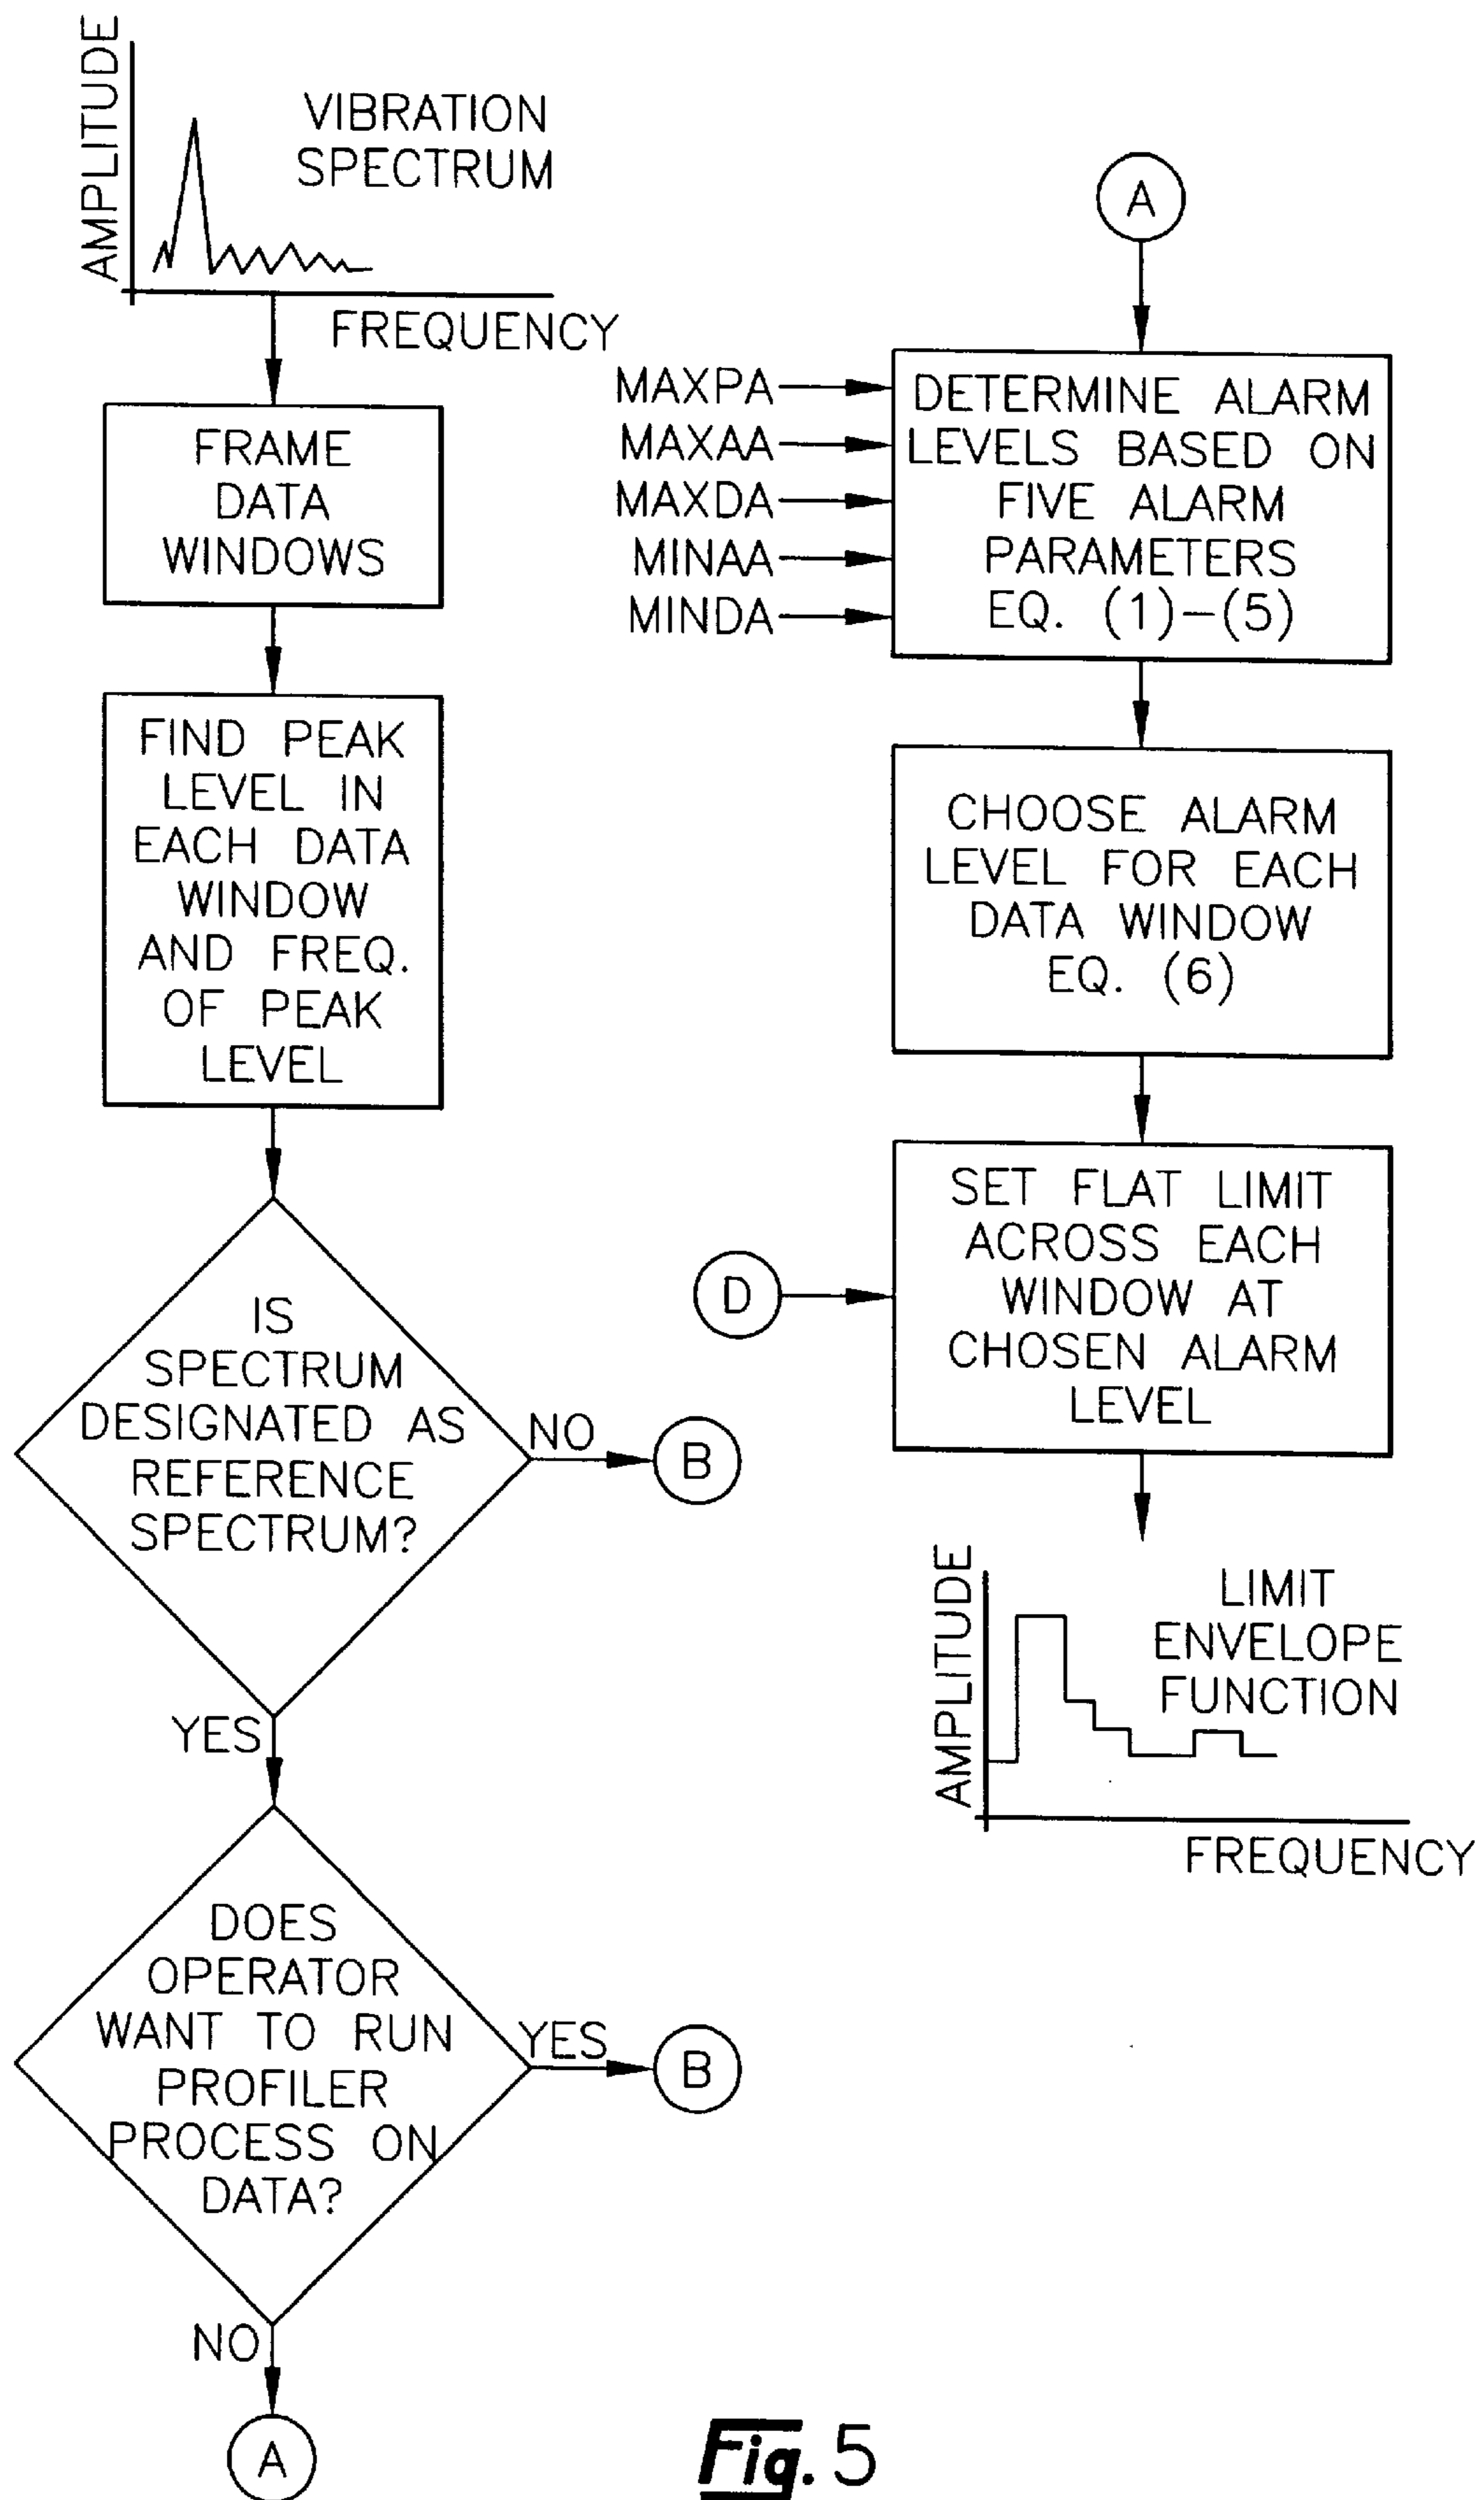 AMPLITUDE
VIBRATION
SPECTRUM
FREQUENCY
FRAME
DATA
WINDOWS
FIND PEAK
LEVEL IN
EACH DATA
WINDOW
AND FREQ.
OF PEAK
LEVEL
IS
SPECTRUM
DESIGNATED AS
REFERENCE
SPECTRUM?
NO
B
YES
DOES
OPERATOR
WANT TO RUN
PROFILER
PROCESS ON
DATA?
YES
B
NO
A
A
MAXPA
MAXAA
MAXDA
MINAA
MINDA
DETERMINE ALARM
LEVELS BASED ON
FIVE ALARM
PARAMETERS
EQ. (1)-(5)
CHOOSE ALARM
LEVEL FOR EACH
DATA WINDOW
EQ. (6)
D
SET FLAT LIMIT
ACROSS EACH
WINDOW AT
CHOSEN ALARM
LEVEL
AMPLITUDE
LIMIT
ENVELOPE
FUNCTION
FREQUENCY
Fig. 5